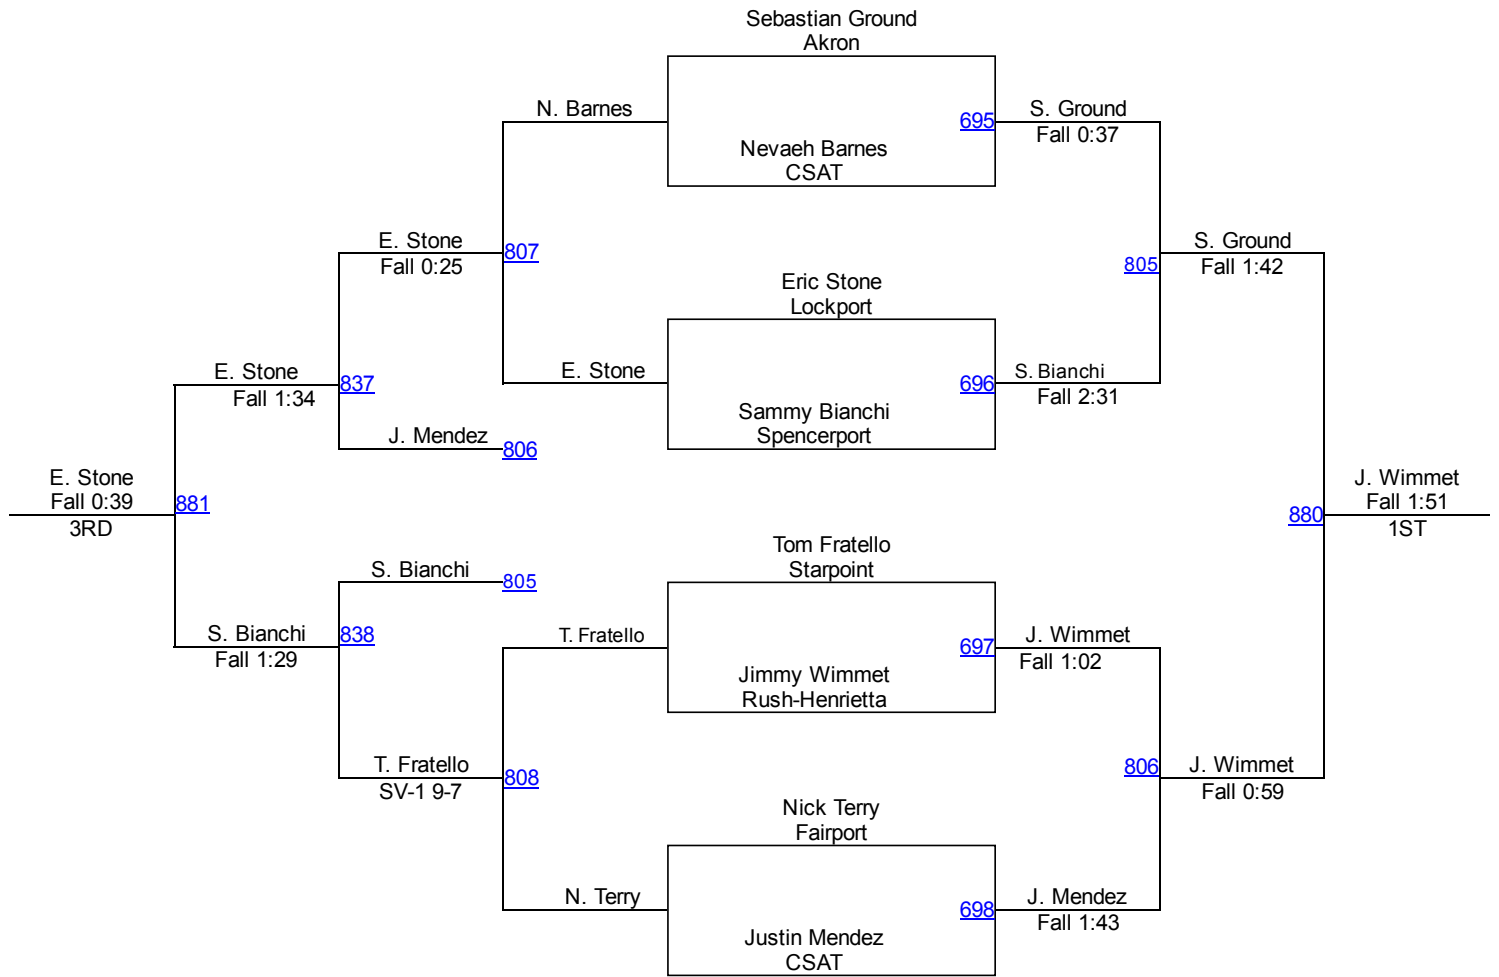 Sebastian Ground
Akron
N. Barnes
695
S. Ground
Fall 0:37
Nevaeh Barnes
CSAT
E. Stone
Fall 0:25
807
805
S. Ground
Fall 1:42
Eric Stone
Lockport
E. Stone
Fall 1:34
837
E. Stone
696
S. Bianchi
Fall 2:31
Sammy Bianchi
Spencerport
J. Mendez
806
E. Stone
Fall 0:39
3RD
881
880
J. Wimmet
Fall 1:51
1ST
Tom Fratello
Starpoint
S. Bianchi
805
S. Bianchi
Fall 1:29
838
T. Fratello
697
J. Wimmet
Fall 1:02
Jimmy Wimmet
Rush-Henrietta
T. Fratello
SV-1 9-7
808
806
J. Wimmet
Fall 0:59
Nick Terry
Fairport
N. Terry
698
J. Mendez
Fall 1:43
Justin Mendez
CSAT